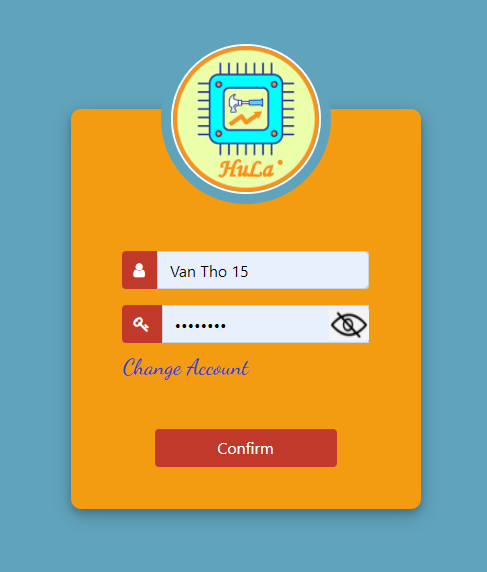 HuLa
Van Tho 15
••••••••
Change Account
Confirm